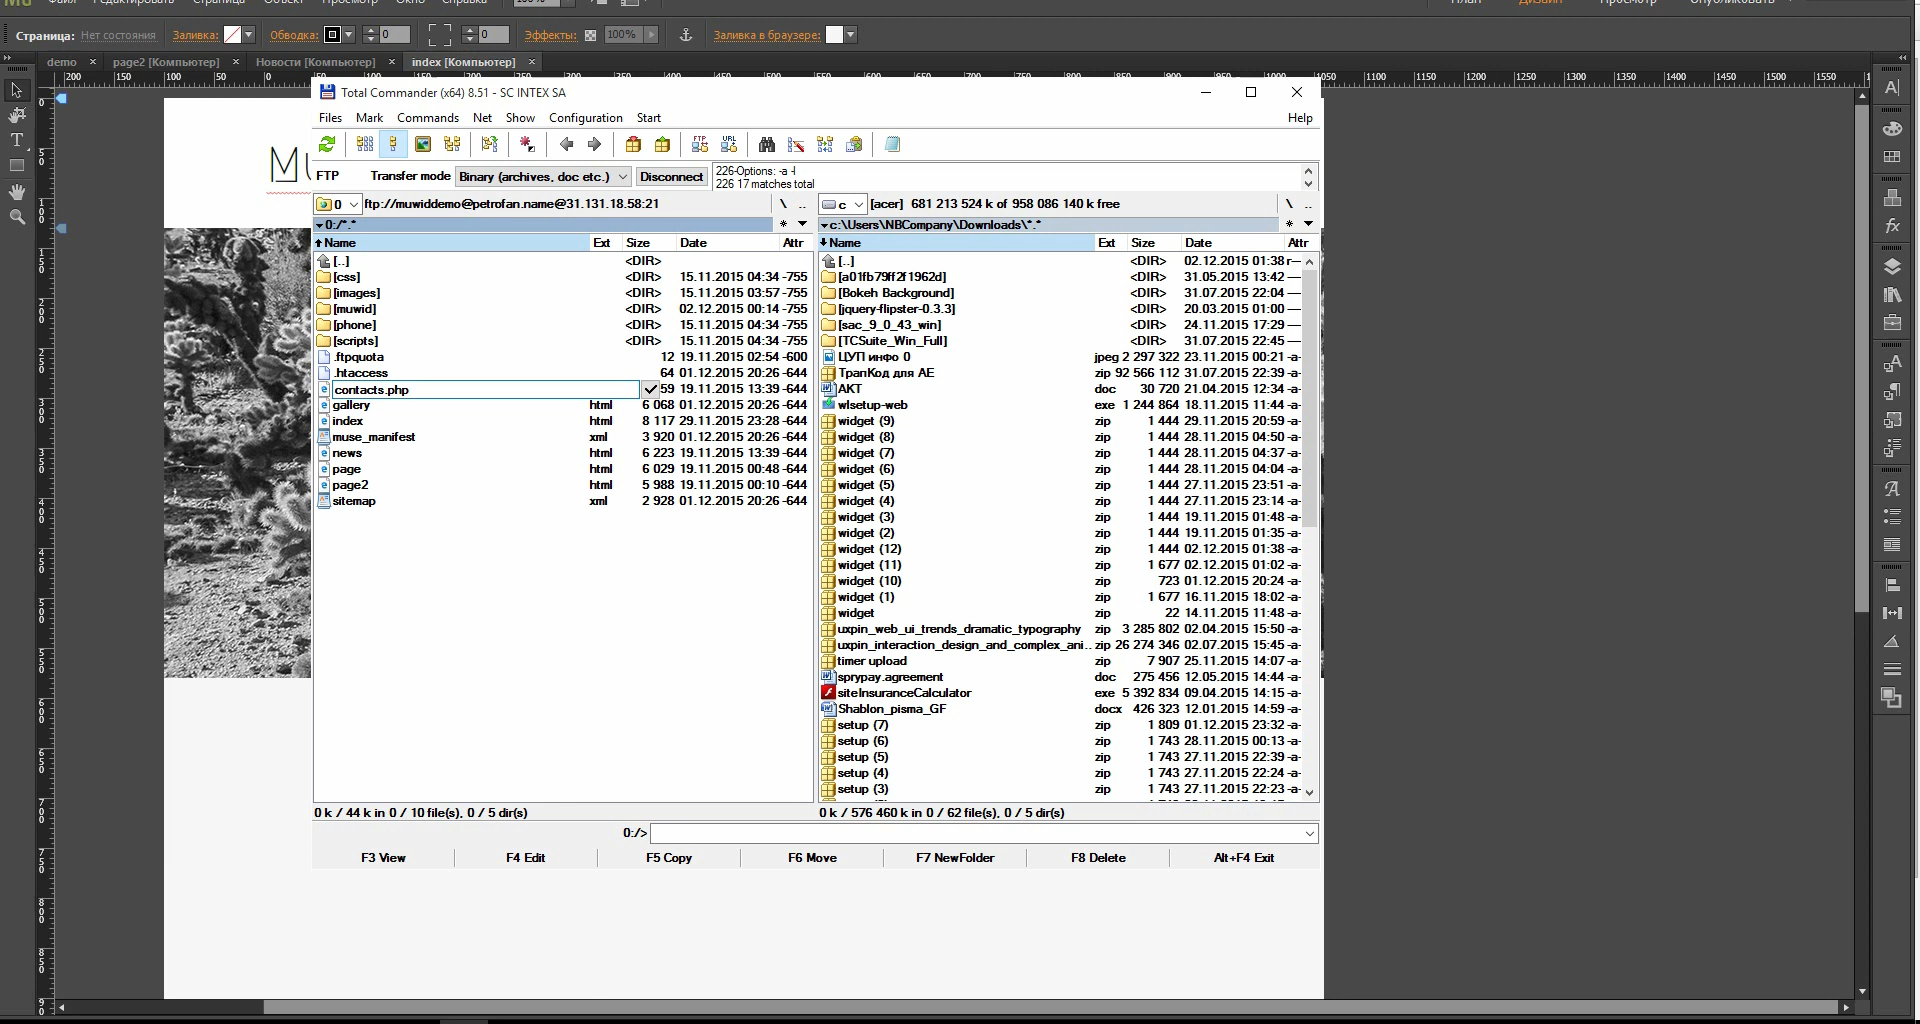 Mu Файл Редактировать Страница Объект Просмотр Окно Справка План Дизайн Просмотр Опубликовать
Страница: Нет состояния Заливка: Обводка: 0 0 Эффекты: 100% Заливка в браузере:
demo × page2 [Компьютер] × Новости [Компьютер] × index [Компьютер] ×
Total Commander (x64) 8.51 - SC INTEX SA
Files Mark Commands Net Show Configuration Start Help
FTP Transfer mode Binary (archives, doc etc.) Disconnect
226-Options: -a -l
226 17 matches total
0 ftp://muwiddemo@petrofan.name@31.131.18.58:21 \ ..
c [acer] 681 213 524 k of 958 086 140 k free \ ..
0:/*.* *
c:\Users\NBCompany\Downloads\*.* *
Name Ext Size Date Attr
[..] <DIR>
[css] <DIR> 15.11.2015 04:34 -755
[images] <DIR> 15.11.2015 03:57 -755
[muwid] <DIR> 02.12.2015 00:14 -755
[phone] <DIR> 15.11.2015 04:34 -755
[scripts] <DIR> 15.11.2015 04:34 -755
.ftpquota 12 19.11.2015 02:54 -600
.htaccess 64 01.12.2015 20:26 -644
contacts.php 59 19.11.2015 13:39 -644
gallery html 6 068 01.12.2015 20:26 -644
index html 8 117 29.11.2015 23:28 -644
muse_manifest xml 3 920 01.12.2015 20:26 -644
news html 6 223 19.11.2015 13:39 -644
page html 6 029 19.11.2015 00:48 -644
page2 html 5 988 19.11.2015 00:10 -644
sitemap xml 2 928 01.12.2015 20:26 -644
Name Ext Size Date Attr
[..] <DIR> 02.12.2015 01:38 r—
[a01fb79ff2f1962d] <DIR> 31.05.2015 13:42 —
[Bokeh Background] <DIR> 31.07.2015 22:04 —
[jquery-flipster-0.3.3] <DIR> 20.03.2015 01:00 —
[sac_9_0_43_win] <DIR> 24.11.2015 17:29 —
[TCSuite_Win_Full] <DIR> 31.07.2015 22:45 —
ЦУП инфо 0 jpeg 2 297 322 23.11.2015 00:21 -a-
ТрапКод для АЕ zip 92 566 112 31.07.2015 22:39 -a-
АКТ doc 30 720 21.04.2015 12:34 -a-
wlsetup-web exe 1 244 864 18.11.2015 11:44 -a-
widget (9) zip 1 444 29.11.2015 20:59 -a-
widget (8) zip 1 444 28.11.2015 04:50 -a-
widget (7) zip 1 444 28.11.2015 04:37 -a-
widget (6) zip 1 444 28.11.2015 04:04 -a-
widget (5) zip 1 444 27.11.2015 23:51 -a-
widget (4) zip 1 444 27.11.2015 23:14 -a-
widget (3) zip 1 444 19.11.2015 01:48 -a-
widget (2) zip 1 444 19.11.2015 01:35 -a-
widget (12) zip 1 444 02.12.2015 01:38 -a-
widget (11) zip 1 677 02.12.2015 01:02 -a-
widget (10) zip 723 01.12.2015 20:24 -a-
widget (1) zip 1 677 16.11.2015 18:02 -a-
widget zip 22 14.11.2015 11:48 -a-
uxpin_web_ui_trends_dramatic_typography zip 3 285 802 02.04.2015 15:50 -a-
uxpin_interaction_design_and_complex_ani.. zip 26 274 346 02.07.2015 15:45 -a-
timer upload zip 7 907 25.11.2015 14:07 -a-
sprypay.agreement doc 275 456 12.05.2015 14:44 -a-
siteInsuranceCalculator exe 5 392 834 09.04.2015 14:15 -a-
Shablon_pisma_GF docx 426 323 12.01.2015 14:59 -a-
setup (7) zip 1 809 01.12.2015 23:32 -a-
setup (6) zip 1 743 28.11.2015 00:13 -a-
setup (5) zip 1 743 27.11.2015 22:39 -a-
setup (4) zip 1 743 27.11.2015 22:24 -a-
setup (3) zip 1 743 27.11.2015 22:23 -a-
0 k / 44 k in 0 / 10 file(s), 0 / 5 dir(s)
0 k / 576 460 k in 0 / 62 file(s), 0 / 5 dir(s)
0:/>
F3 View F4 Edit F5 Copy F6 Move F7 NewFolder F8 Delete Alt+F4 Exit